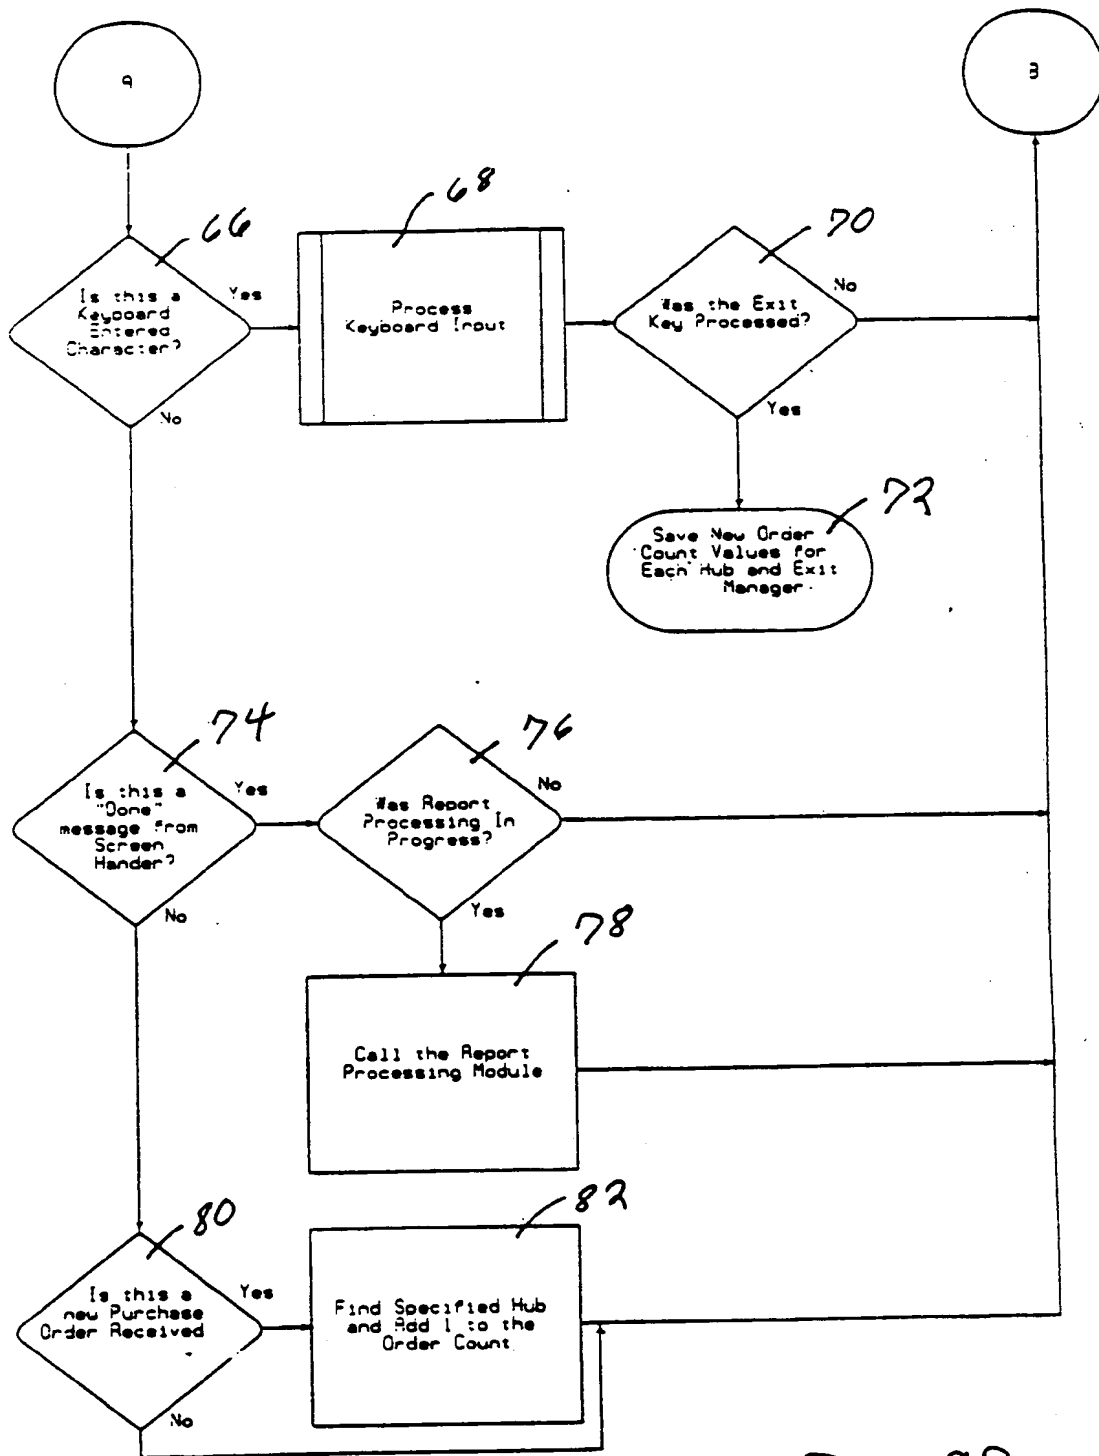 66
68
70
Is this a
Keyboard
Entered
Character?
Yes
Process
Keyboard Input
Was the Exit
Key Processed?
No
No
Yes
72
Save New Order
Count Values for
Each Hub and Exit
Manager
74
76
Is this a
"Done"
message from
Screen
Hander?
Yes
Was Report
Processing In
Progress?
No
No
Yes
78
Call the Report
Processing Module
80
82
Is this a
new Purchase
Order Received
Yes
Find Specified Hub
and Add 1 to the
Order Count
No